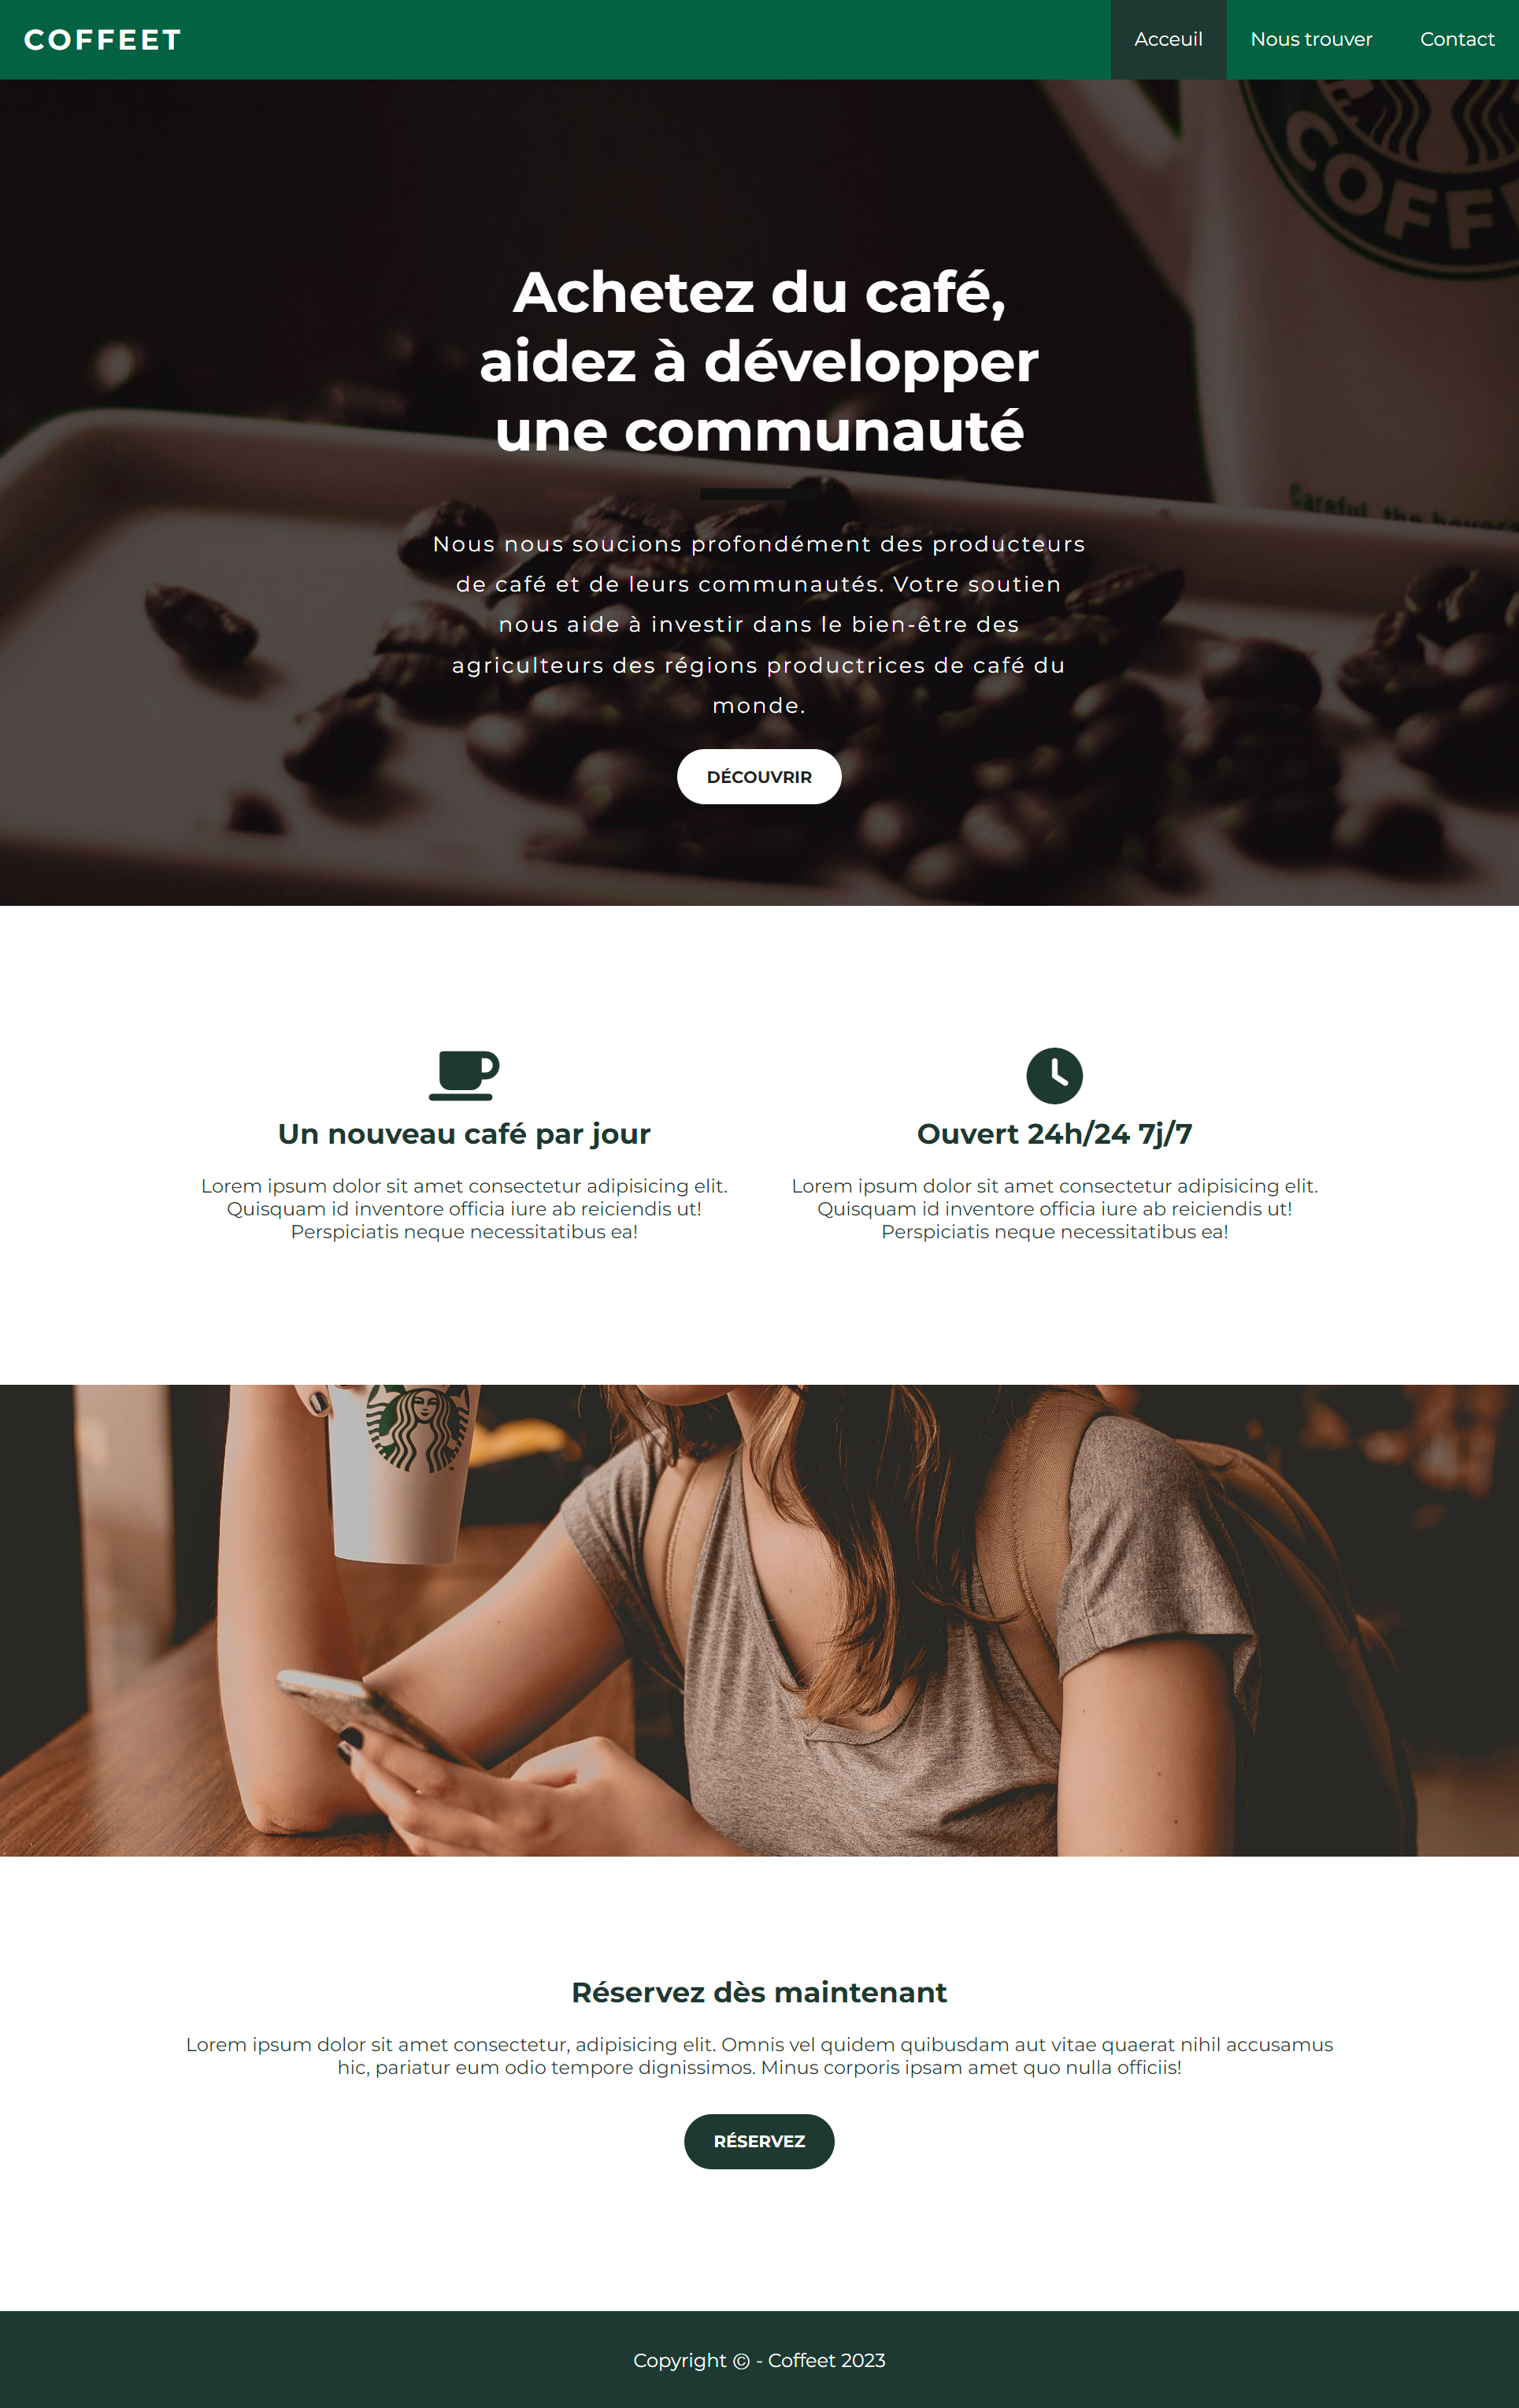 COFFEET
Acceuil
Nous trouver
Contact
Achetez du café,
aidez à développer
une communauté
Nous nous soucions profondément des producteurs
de café et de leurs communautés. Votre soutien
nous aide à investir dans le bien-être des
agriculteurs des régions productrices de café du
monde.
DÉCOUVRIR
Careful, the
Un nouveau café par jour
Lorem ipsum dolor sit amet consectetur adipisicing elit.
Quisquam id inventore officia iure ab reiciendis ut!
Perspiciatis neque necessitatibus ea!
Ouvert 24h/24 7j/7
Lorem ipsum dolor sit amet consectetur adipisicing elit.
Quisquam id inventore officia iure ab reiciendis ut!
Perspiciatis neque necessitatibus ea!
Réservez dès maintenant
Lorem ipsum dolor sit amet consectetur, adipisicing elit. Omnis vel quidem quibusdam aut vitae quaerat nihil accusamus
hic, pariatur eum odio tempore dignissimos. Minus corporis ipsam amet quo nulla officiis!
RÉSERVEZ
Copyright © - Coffeet 2023